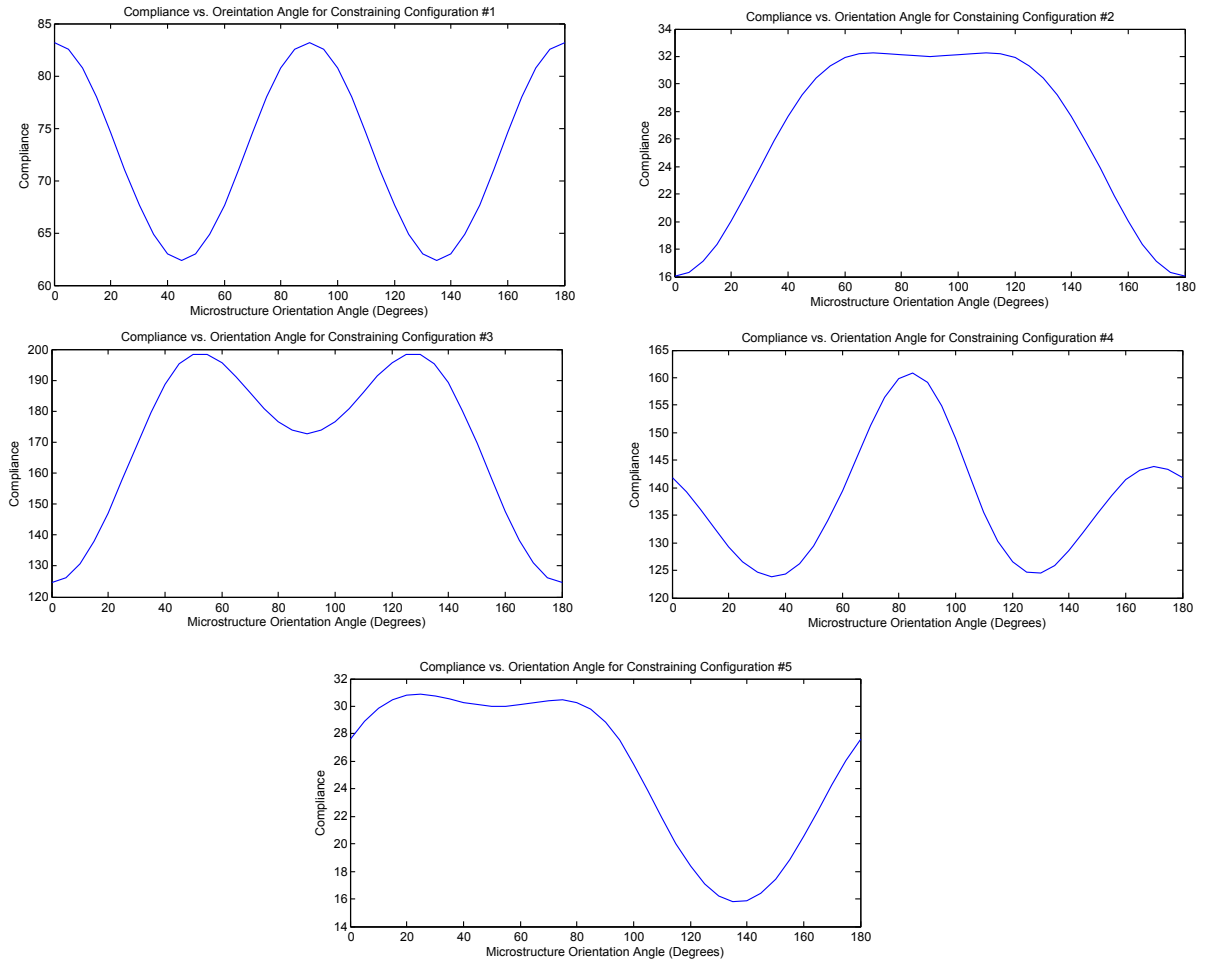 Compliance vs. Oreintation Angle for Constraining Configuration #1
85
80
75
70
65
60
Compliance
0 20 40 60 80 100 120 140 160 180
Microstructure Orientation Angle (Degrees)
Compliance vs. Orientation Angle for Constaining Configuration #2
34
32
30
28
26
24
22
20
18
16
Compliance
0 20 40 60 80 100 120 140 160 180
Microstructure Orientation Angle (Degrees)
Compliance vs. Orientation Angle for Constraining Configuration #3
200
190
180
170
160
150
140
130
120
Compliance
0 20 40 60 80 100 120 140 160 180
Microstructure Orientation Angle (Degrees)
Compliance vs. Orientation Angle for Constraining Configuration #4
165
160
155
150
145
140
135
130
125
120
Compliance
0 20 40 60 80 100 120 140 160 180
Microstructure Orientation Angle (Degrees)
Compliance vs. Orientation Angle for Constraining Configuration #5
32
30
28
26
24
22
20
18
16
14
Compliance
0 20 40 60 80 100 120 140 160 180
Microstructure Orientation Angle (Degrees)